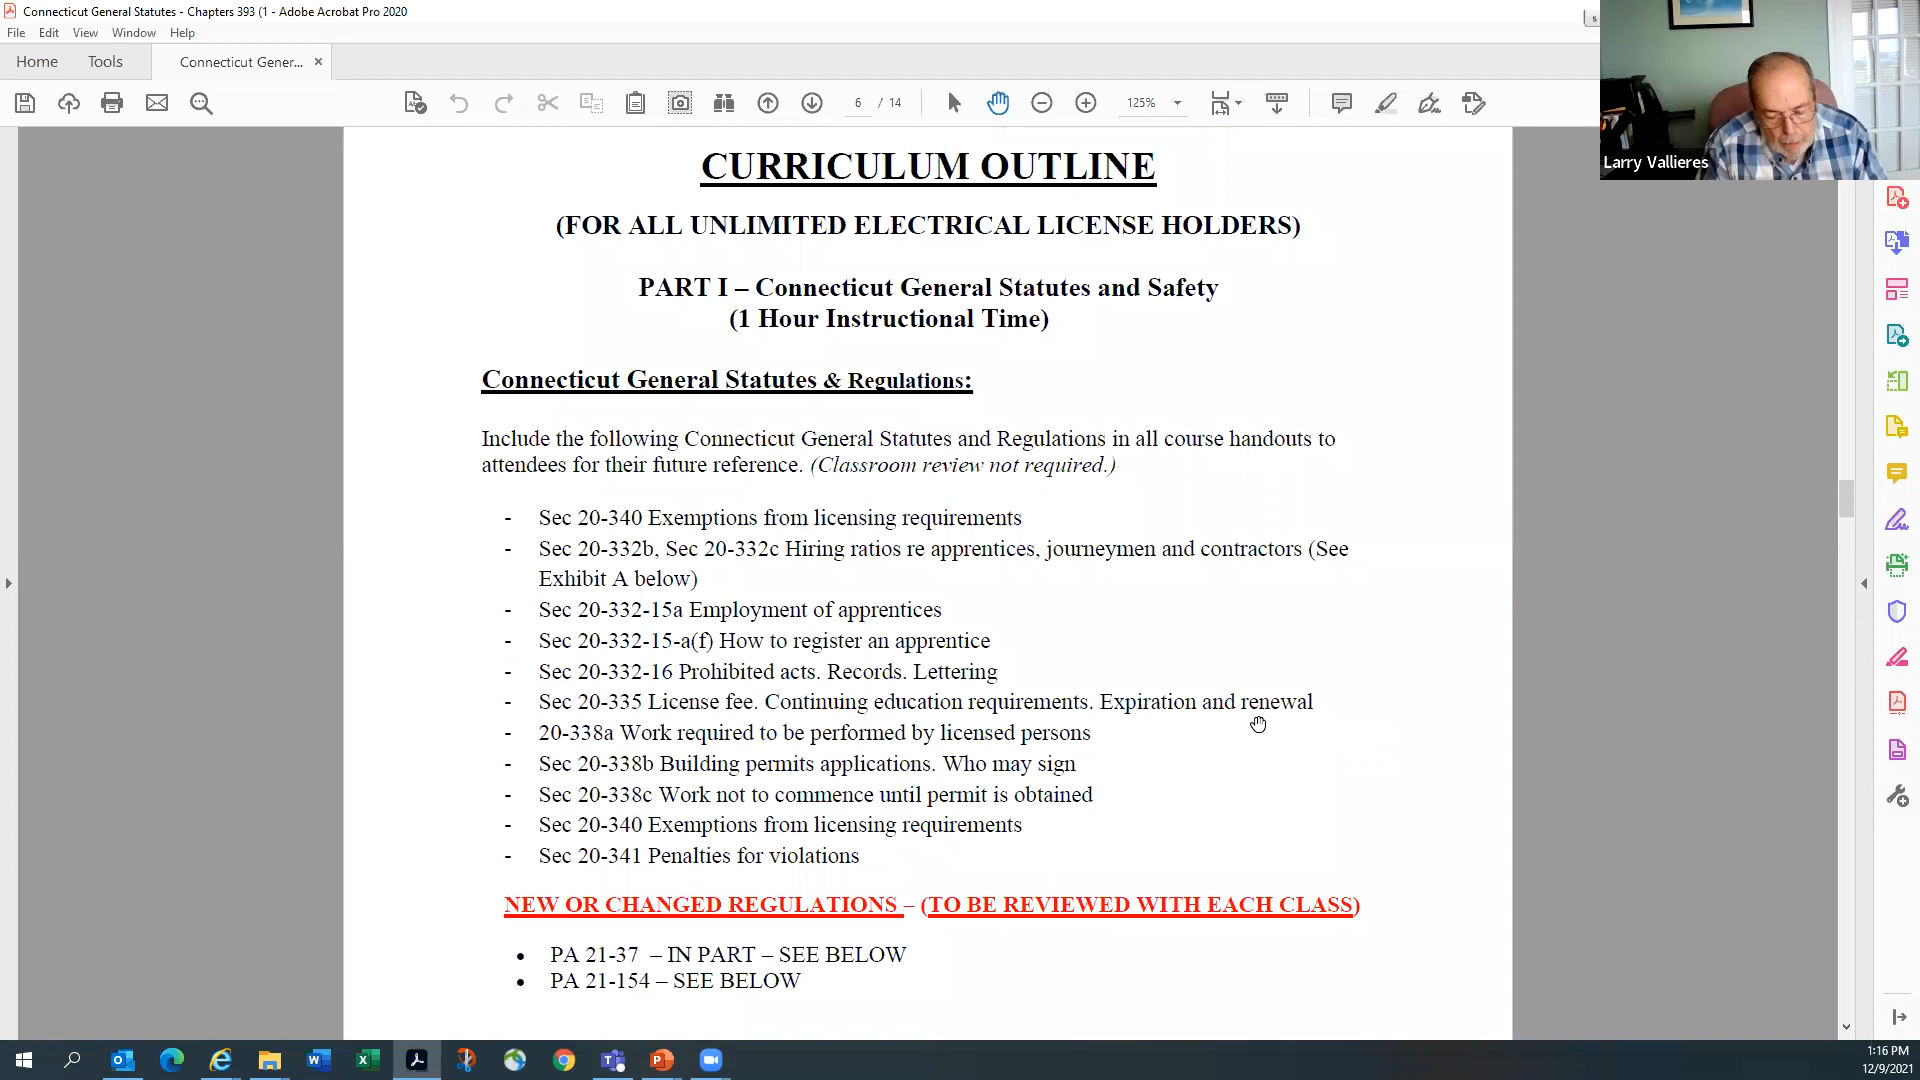 Connecticut General Statutes - Chapters 393 (1 - Adobe Acrobat Pro 2020
File Edit View Window Help
Home Tools Connecticut Gener... ×
6 / 14 125%
Larry Vallieres
CURRICULUM OUTLINE
(FOR ALL UNLIMITED ELECTRICAL LICENSE HOLDERS)
PART I – Connecticut General Statutes and Safety
(1 Hour Instructional Time)
Connecticut General Statutes & Regulations:
Include the following Connecticut General Statutes and Regulations in all course handouts to
attendees for their future reference. (Classroom review not required.)
- Sec 20-340 Exemptions from licensing requirements
- Sec 20-332b, Sec 20-332c Hiring ratios re apprentices, journeymen and contractors (See
Exhibit A below)
- Sec 20-332-15a Employment of apprentices
- Sec 20-332-15-a(f) How to register an apprentice
- Sec 20-332-16 Prohibited acts. Records. Lettering
- Sec 20-335 License fee. Continuing education requirements. Expiration and renewal
- 20-338a Work required to be performed by licensed persons
- Sec 20-338b Building permits applications. Who may sign
- Sec 20-338c Work not to commence until permit is obtained
- Sec 20-340 Exemptions from licensing requirements
- Sec 20-341 Penalties for violations
NEW OR CHANGED REGULATIONS – (TO BE REVIEWED WITH EACH CLASS)
• PA 21-37 – IN PART – SEE BELOW
• PA 21-154 – SEE BELOW
1:16 PM
12/9/2021